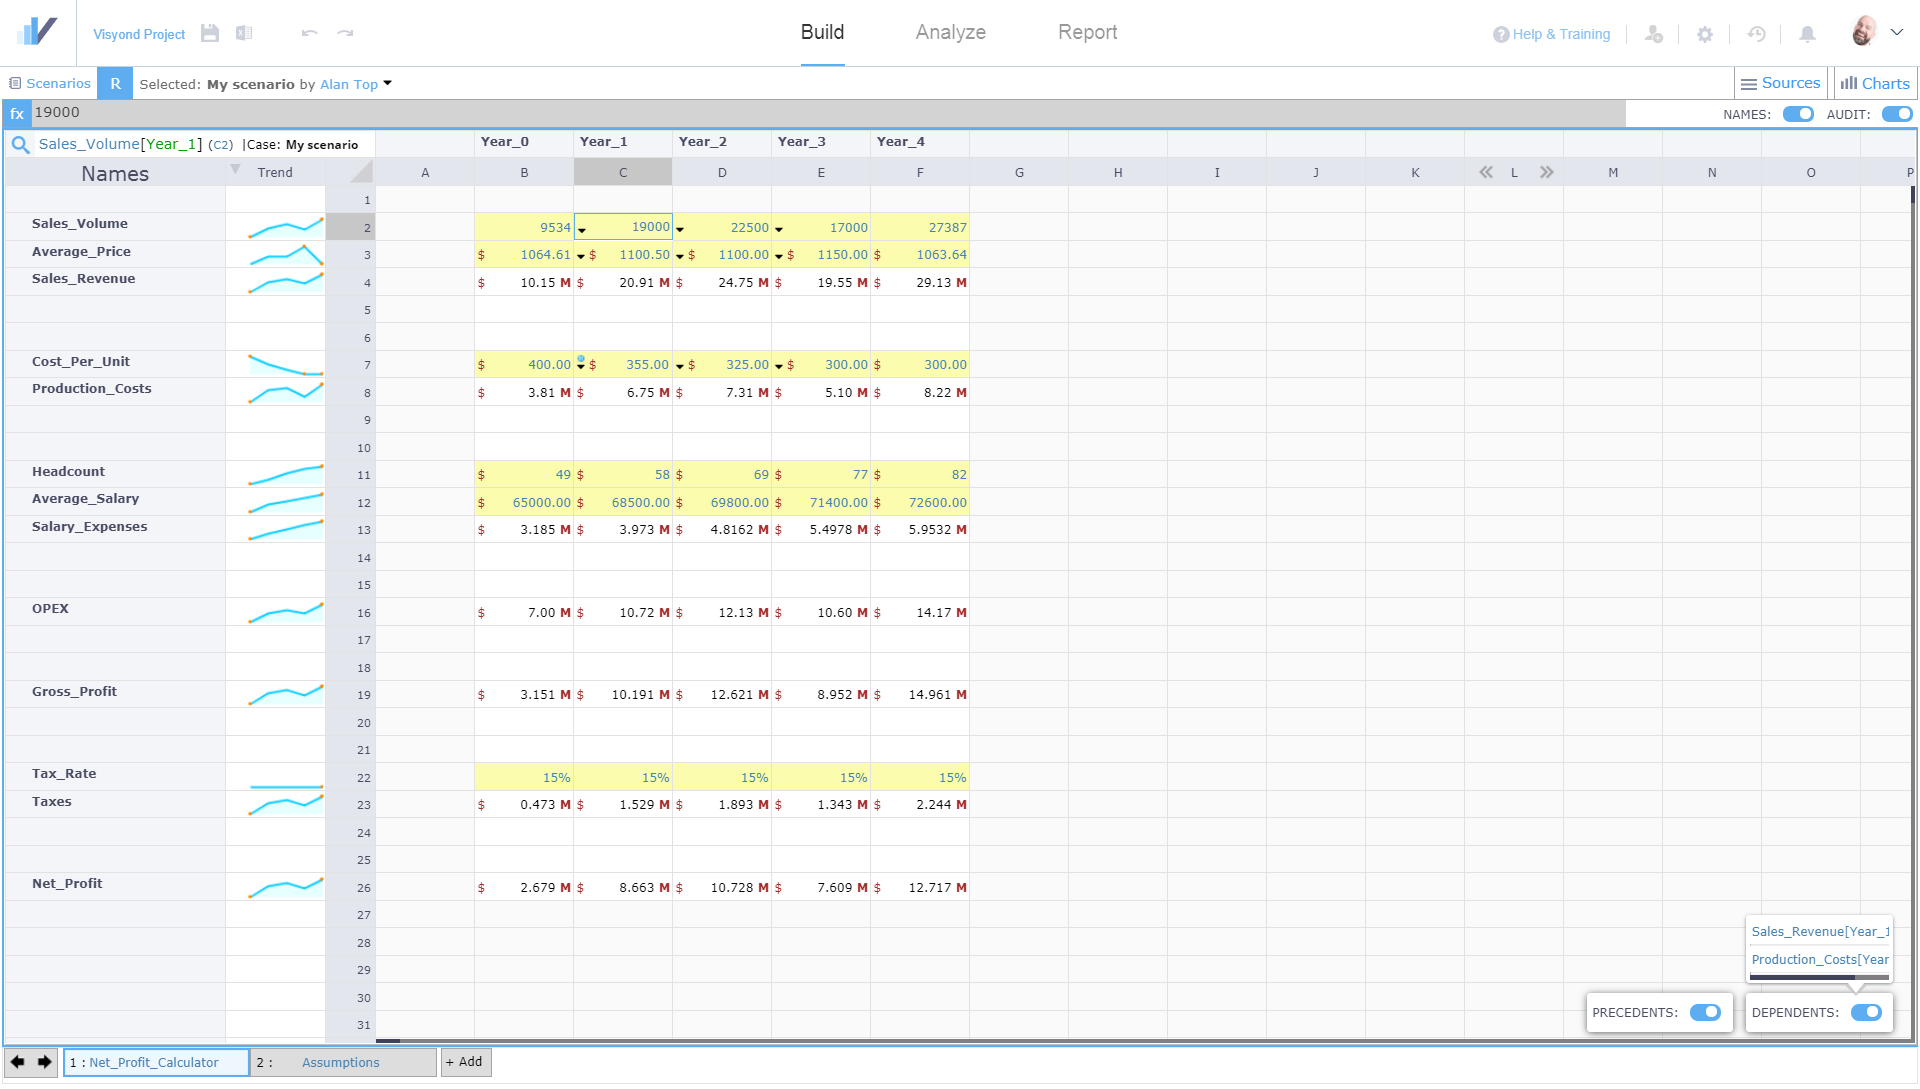 Visyond Project
Build
Analyze
Report
? Help & Training
Scenarios R Selected: My scenario by Alan Top
Sources
Charts
fx 19000
NAMES: AUDIT:
Sales_Volume[Year_1] (C2) |Case: My scenario
Year_0 Year_1 Year_2 Year_3 Year_4
Names Trend A B C D E F G H I J K L M N O P
1
Sales_Volume 2 9534 19000 22500 17000 27387
Average_Price 3 $ 1064.61 $ 1100.50 $ 1100.00 $ 1150.00 $ 1063.64
Sales_Revenue 4 $ 10.15 M $ 20.91 M $ 24.75 M $ 19.55 M $ 29.13 M
5
6
Cost_Per_Unit 7 $ 400.00 $ 355.00 $ 325.00 $ 300.00 $ 300.00
Production_Costs 8 $ 3.81 M $ 6.75 M $ 7.31 M $ 5.10 M $ 8.22 M
9
10
Headcount 11 $ 49 $ 58 $ 69 $ 77 $ 82
Average_Salary 12 $ 65000.00 $ 68500.00 $ 69800.00 $ 71400.00 $ 72600.00
Salary_Expenses 13 $ 3.185 M $ 3.973 M $ 4.8162 M $ 5.4978 M $ 5.9532 M
14
15
OPEX 16 $ 7.00 M $ 10.72 M $ 12.13 M $ 10.60 M $ 14.17 M
17
18
Gross_Profit 19 $ 3.151 M $ 10.191 M $ 12.621 M $ 8.952 M $ 14.961 M
20
21
Tax_Rate 22 15% 15% 15% 15% 15%
Taxes 23 $ 0.473 M $ 1.529 M $ 1.893 M $ 1.343 M $ 2.244 M
24
25
Net_Profit 26 $ 2.679 M $ 8.663 M $ 10.728 M $ 7.609 M $ 12.717 M
27
28
29
30
31
Sales_Revenue[Year_1
Production_Costs[Year
PRECEDENTS: DEPENDENTS:
1 : Net_Profit_Calculator 2 : Assumptions + Add